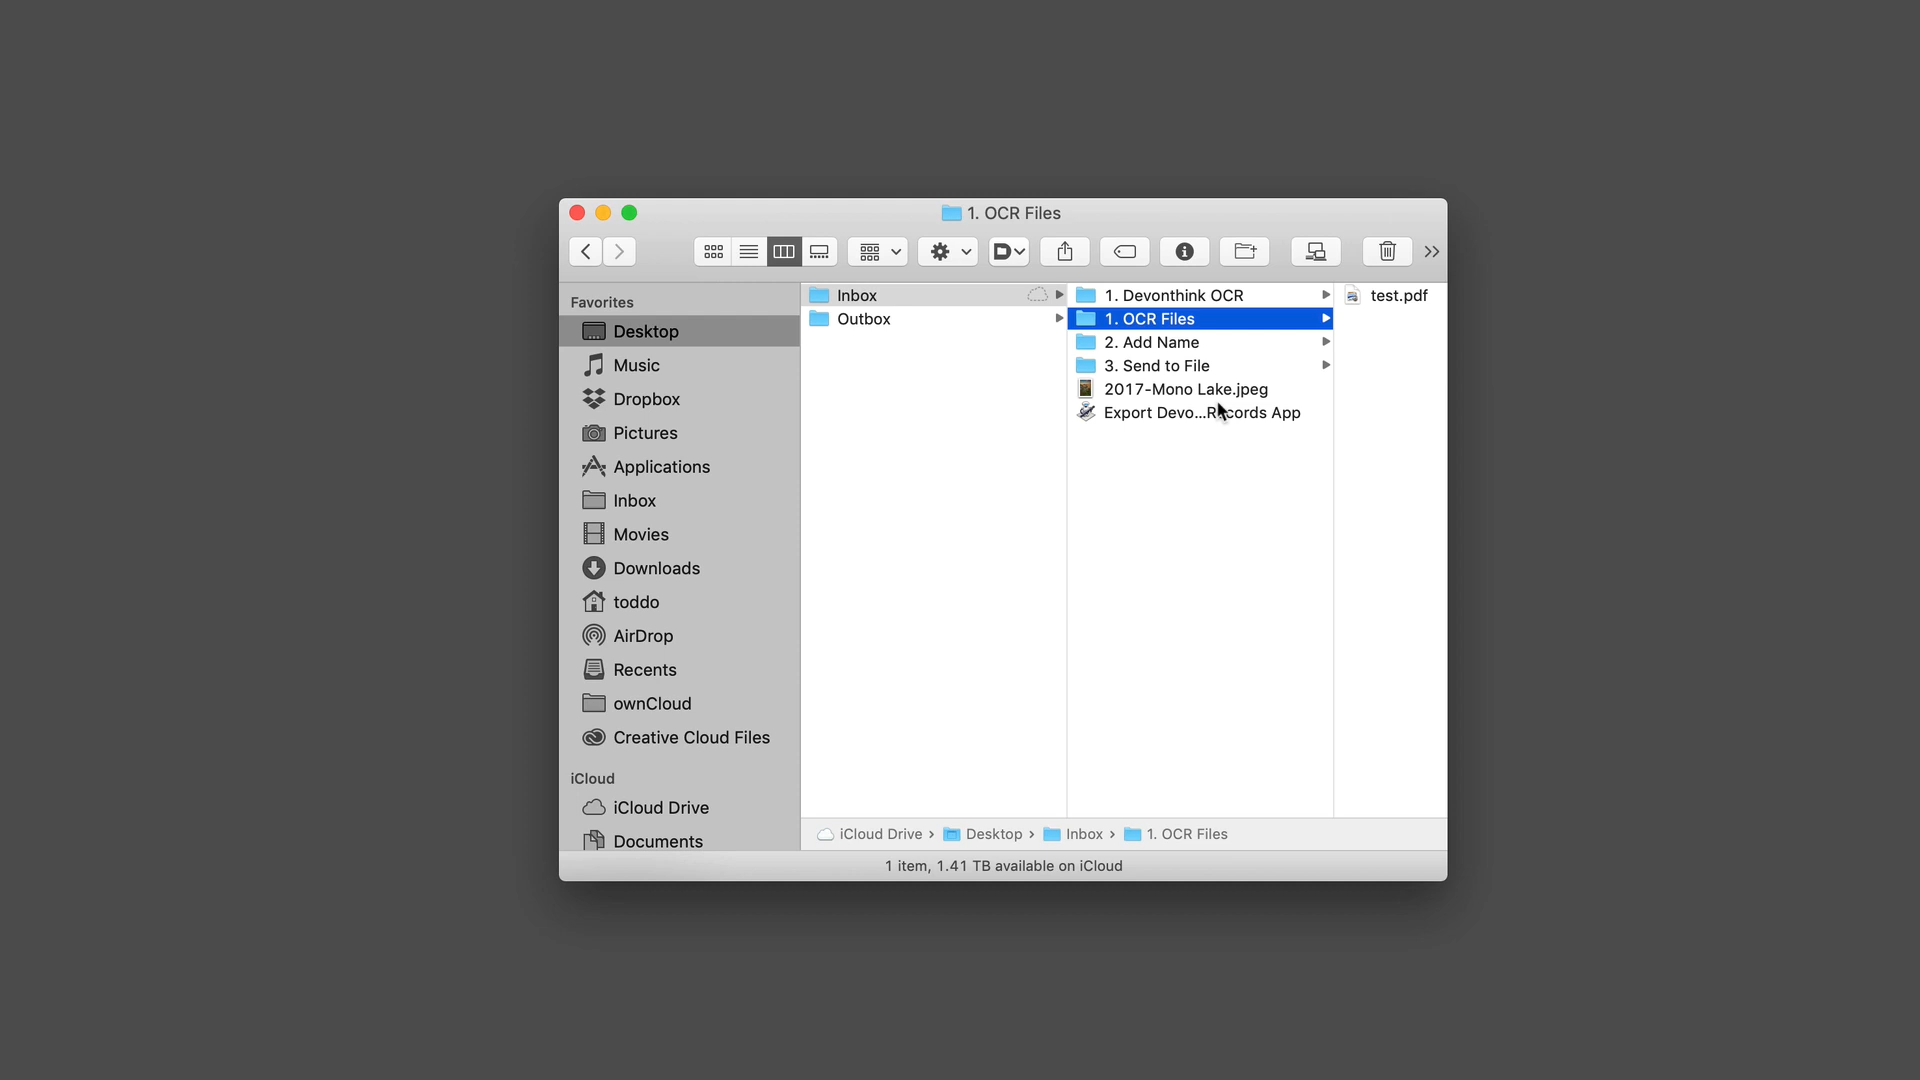 1. OCR Files
Favorites
Desktop
Music
Dropbox
Pictures
Applications
Inbox
Movies
Downloads
toddo
AirDrop
Recents
ownCloud
Creative Cloud Files
iCloud
iCloud Drive
Documents
Inbox
Outbox
1. Devonthink OCR
1. OCR Files
2. Add Name
3. Send to File
2017-Mono Lake.jpeg
Export Devo...Records App
test.pdf
iCloud Drive › Desktop › Inbox › 1. OCR Files
1 item, 1.41 TB available on iCloud